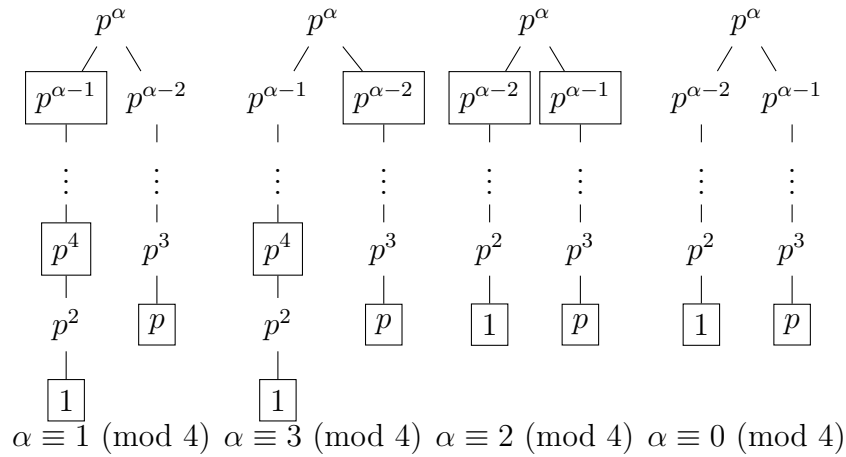 p^α p^α p^α p^α
p^{α−1} p^{α−2} p^{α−1} p^{α−2} p^{α−2} p^{α−1} p^{α−2} p^{α−1}
⋮ ⋮ ⋮ ⋮ ⋮ ⋮ ⋮ ⋮
p^4 p^3 p^4 p^3 p^2 p^3 p^2 p^3
p^2 p p^2 p 1 p 1 p
1 1
α ≡ 1 (mod 4) α ≡ 3 (mod 4) α ≡ 2 (mod 4) α ≡ 0 (mod 4)